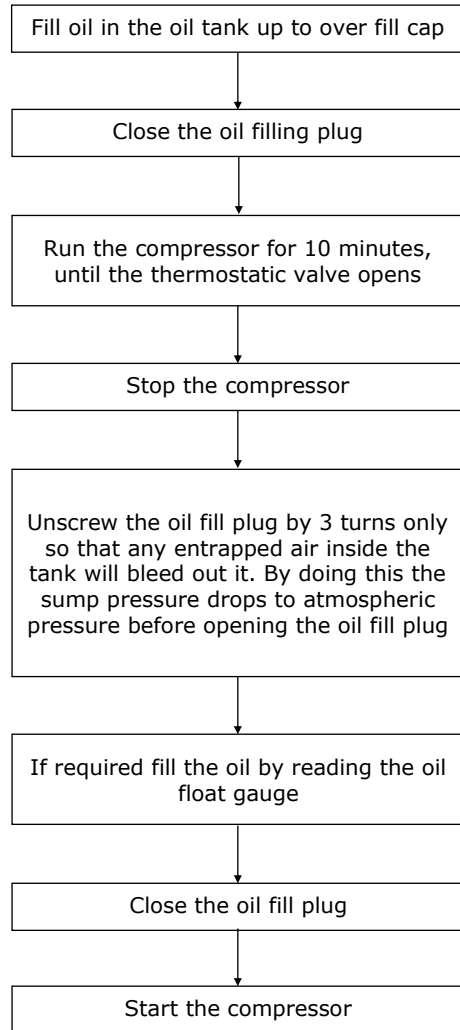 Fill oil in the oil tank up to over fill cap
Close the oil filling plug
Run the compressor for 10 minutes,
until the thermostatic valve opens
Stop the compressor
Unscrew the oil fill plug by 3 turns only
so that any entrapped air inside the
tank will bleed out it. By doing this the
sump pressure drops to atmospheric
pressure before opening the oil fill plug
If required fill the oil by reading the oil
float gauge
Close the oil fill plug
Start the compressor